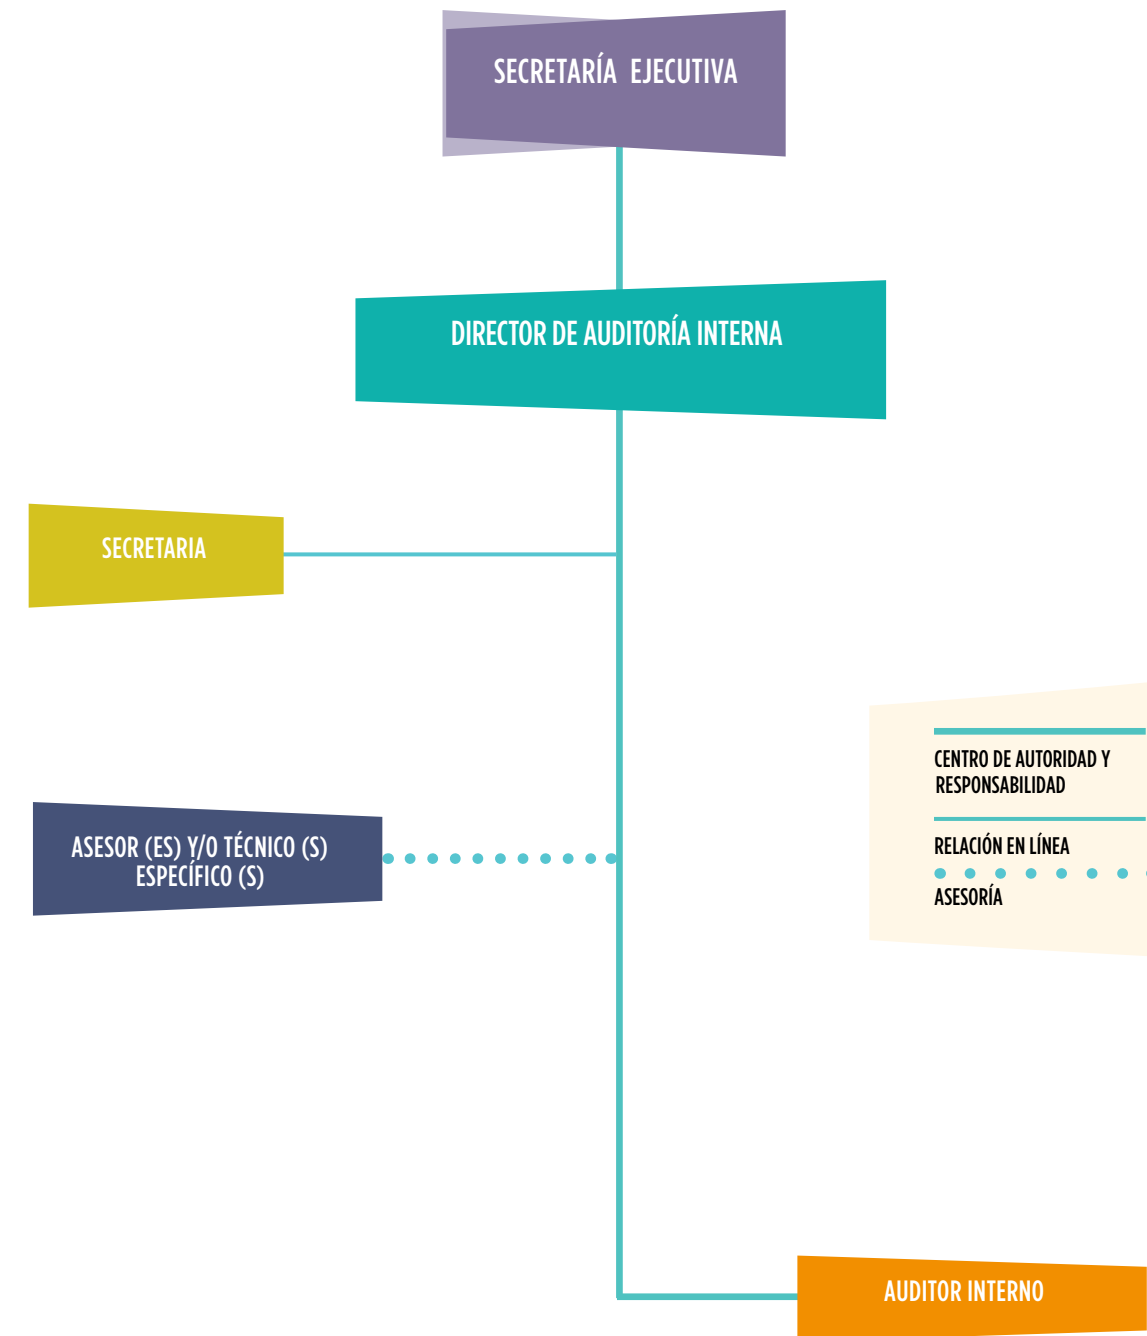 SECRETARÍA EJECUTIVA
DIRECTOR DE AUDITORÍA INTERNA
SECRETARIA
CENTRO DE AUTORIDAD Y
RESPONSABILIDAD
RELACIÓN EN LÍNEA
ASESORÍA
ASESOR (ES) Y/O TÉCNICO (S)
ESPECÍFICO (S)
AUDITOR INTERNO